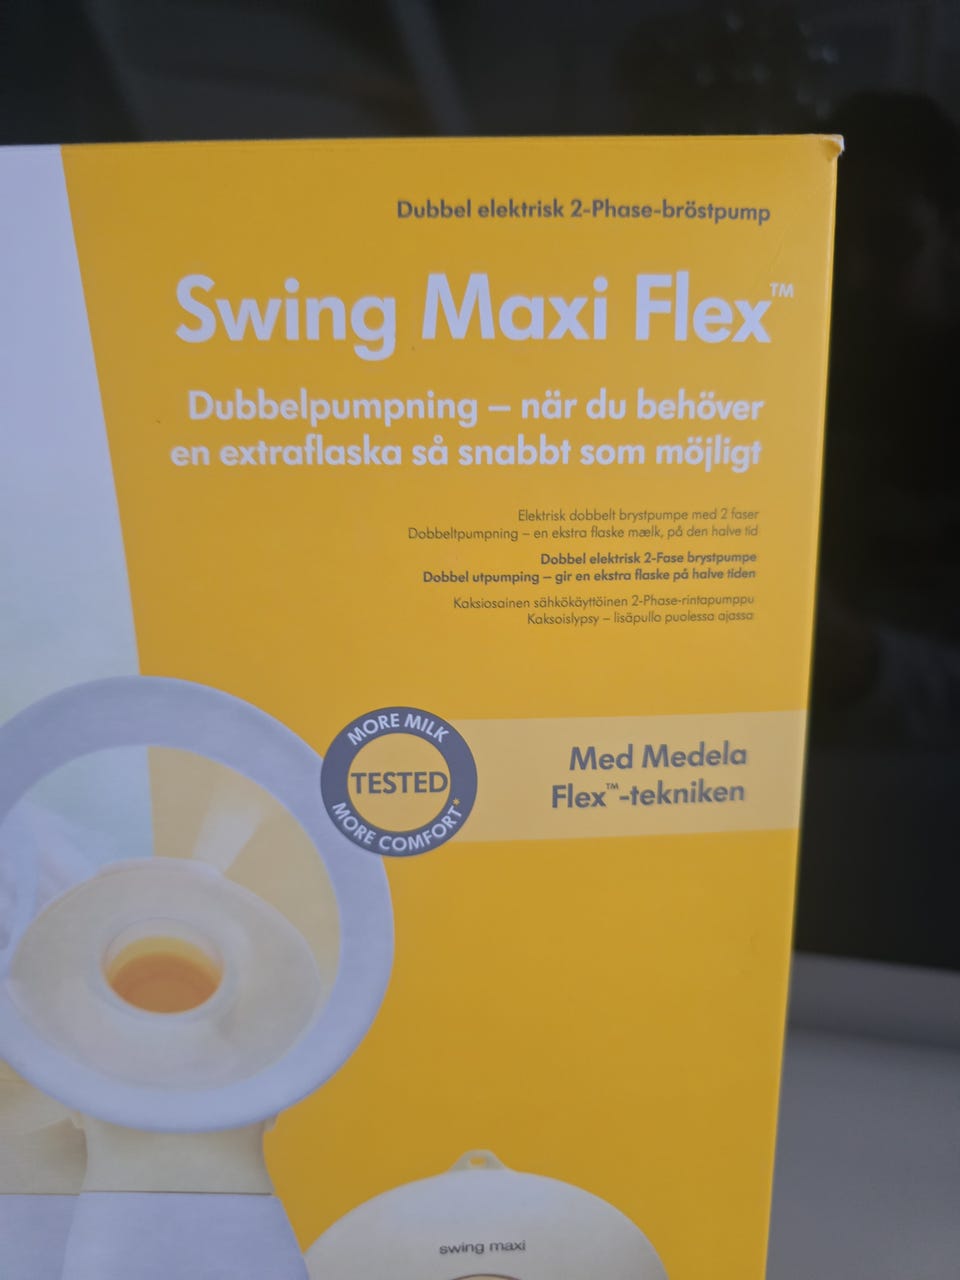 Dubbel elektrisk 2-Phase-bröstpump
Swing Maxi Flex™
Dubbelpumpning – när du behöver
en extraflaska så snabbt som möjligt
Elektrisk dobbelt brystpumpe med 2 faser
Dobbeltpumpning – en ekstra flaske mælk, på den halve tid
Dobbel elektrisk 2-Fase brystpumpe
Dobbel utpumping – gir en ekstra flaske på halve tiden
Kaksiosainen sähkökäyttöinen 2-Phase-rintapumppu
Kaksoislypsy – lisäpullo puolessa ajassa
MORE MILK
TESTED
MORE COMFORT*
Med Medela
Flex™-tekniken
swing maxi